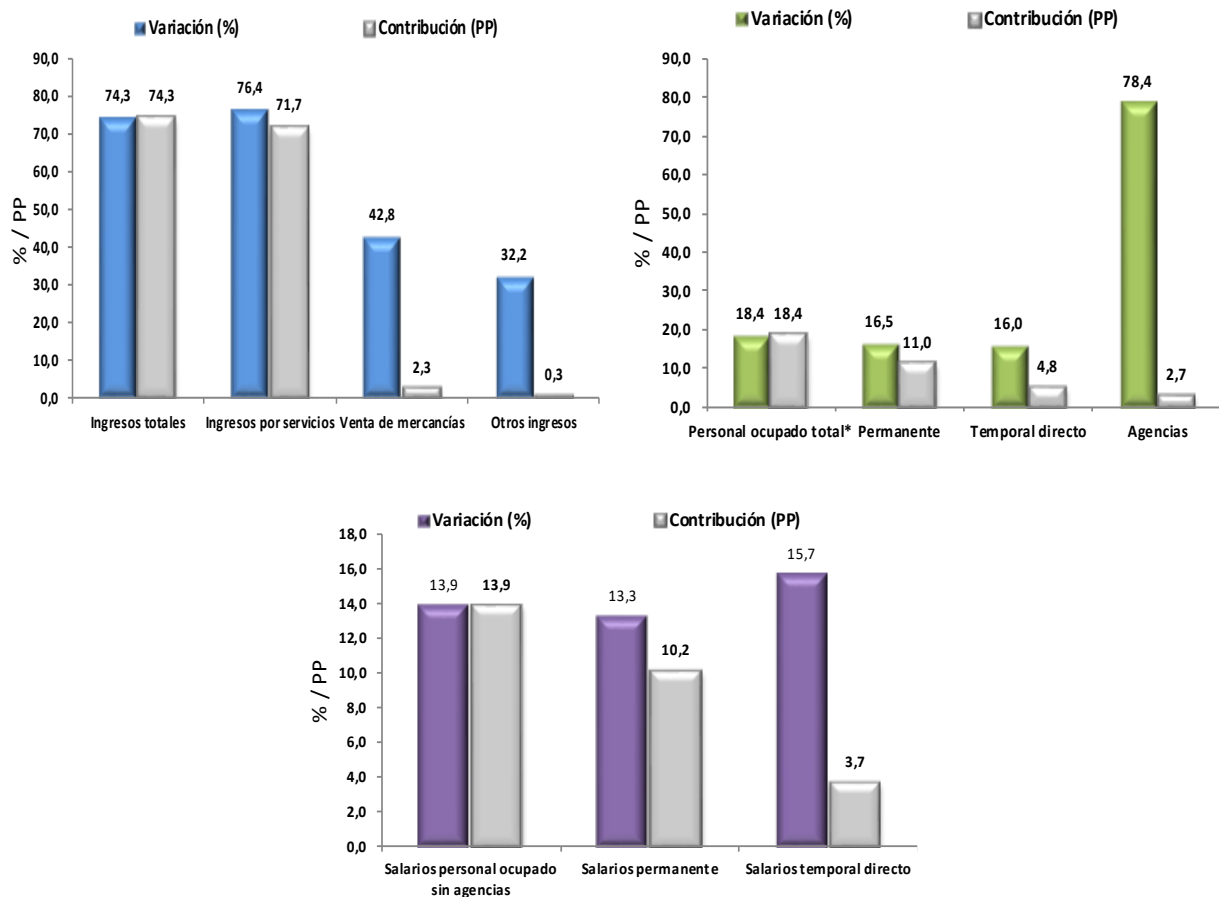 Variación (%) Contribución (PP)
90,0
80,0
70,0
60,0
50,0
40,0
30,0
20,0
10,0
0,0
% / PP
74,3 74,3 76,4 71,7 42,8 2,3 32,2 0,3
Ingresos totales Ingresos por servicios Venta de mercancías Otros ingresos
Variación (%) Contribución (PP)
90,0
80,0
70,0
60,0
50,0
40,0
30,0
20,0
10,0
0,0
% / PP
18,4 18,4 16,5 11,0 16,0 4,8 78,4 2,7
Personal ocupado total* Permanente Temporal directo Agencias
Variación (%) Contribución (PP)
18,0
16,0
14,0
12,0
10,0
8,0
6,0
4,0
2,0
0,0
% / PP
13,9 13,9 13,3 10,2 15,7 3,7
Salarios personal ocupado Salarios permanente Salarios temporal directo
sin agencias